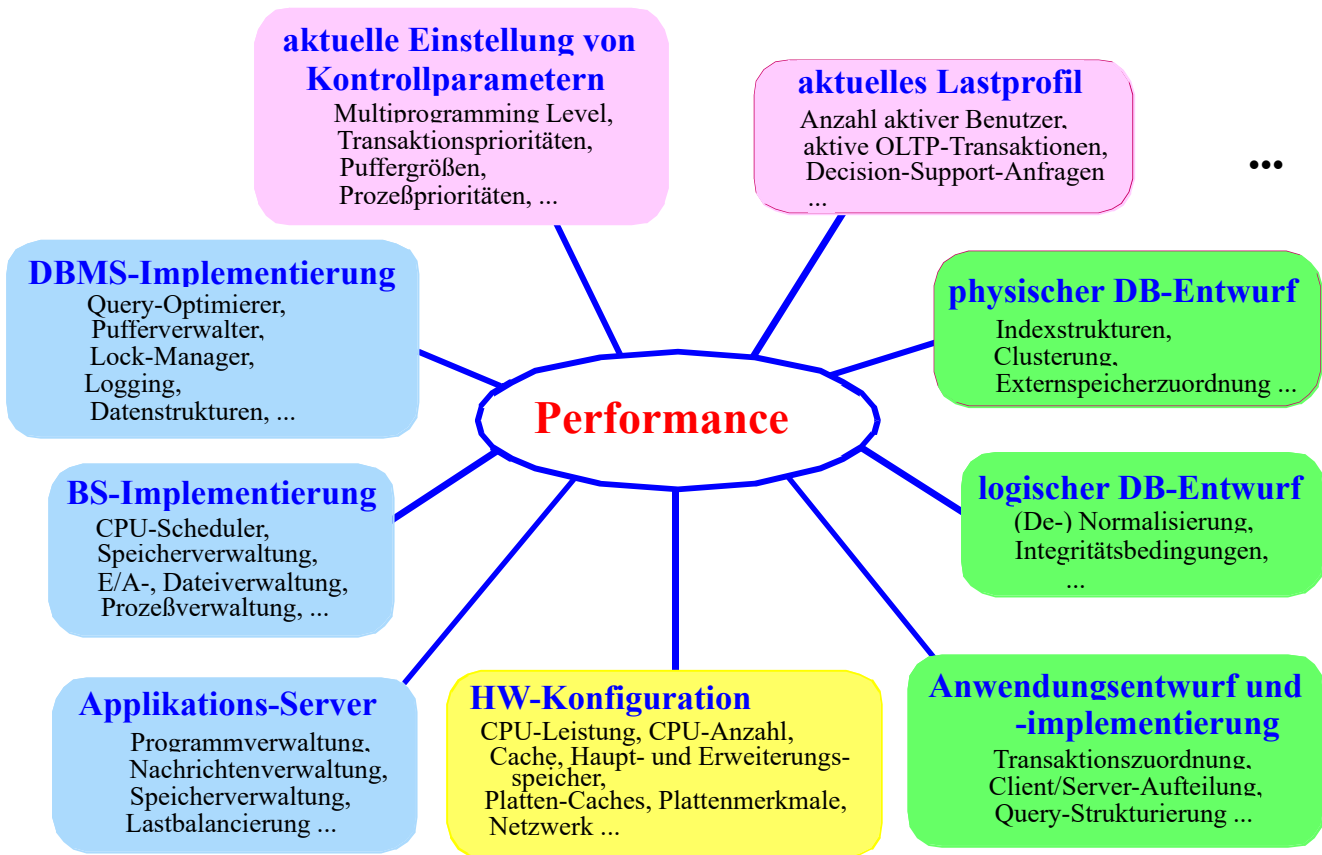 aktuelle Einstellung von
Kontrollparametern
Multiprogramming Level,
Transaktionsprioritäten,
Puffergrößen,
Prozeßprioritäten, ...
aktuelles Lastprofil
Anzahl aktiver Benutzer,
aktive OLTP-Transaktionen,
Decision-Support-Anfragen
...
...
DBMS-Implementierung
Query-Optimierer,
Pufferverwalter,
Lock-Manager,
Logging,
Datenstrukturen, ...
physischer DB-Entwurf
Indexstrukturen,
Clusterung,
Externspeicherzuordnung ...
Performance
BS-Implementierung
CPU-Scheduler,
Speicherverwaltung,
E/A-, Dateiverwaltung,
Prozeßverwaltung, ...
logischer DB-Entwurf
(De-) Normalisierung,
Integritätsbedingungen,
...
Applikations-Server
Programmverwaltung,
Nachrichtenverwaltung,
Speicherverwaltung,
Lastbalancierung ...
HW-Konfiguration
CPU-Leistung, CPU-Anzahl,
Cache, Haupt- und Erweiterungs-
speicher,
Platten-Caches, Plattenmerkmale,
Netzwerk ...
Anwendungsentwurf und
-implementierung
Transaktionszuordnung,
Client/Server-Aufteilung,
Query-Strukturierung ...